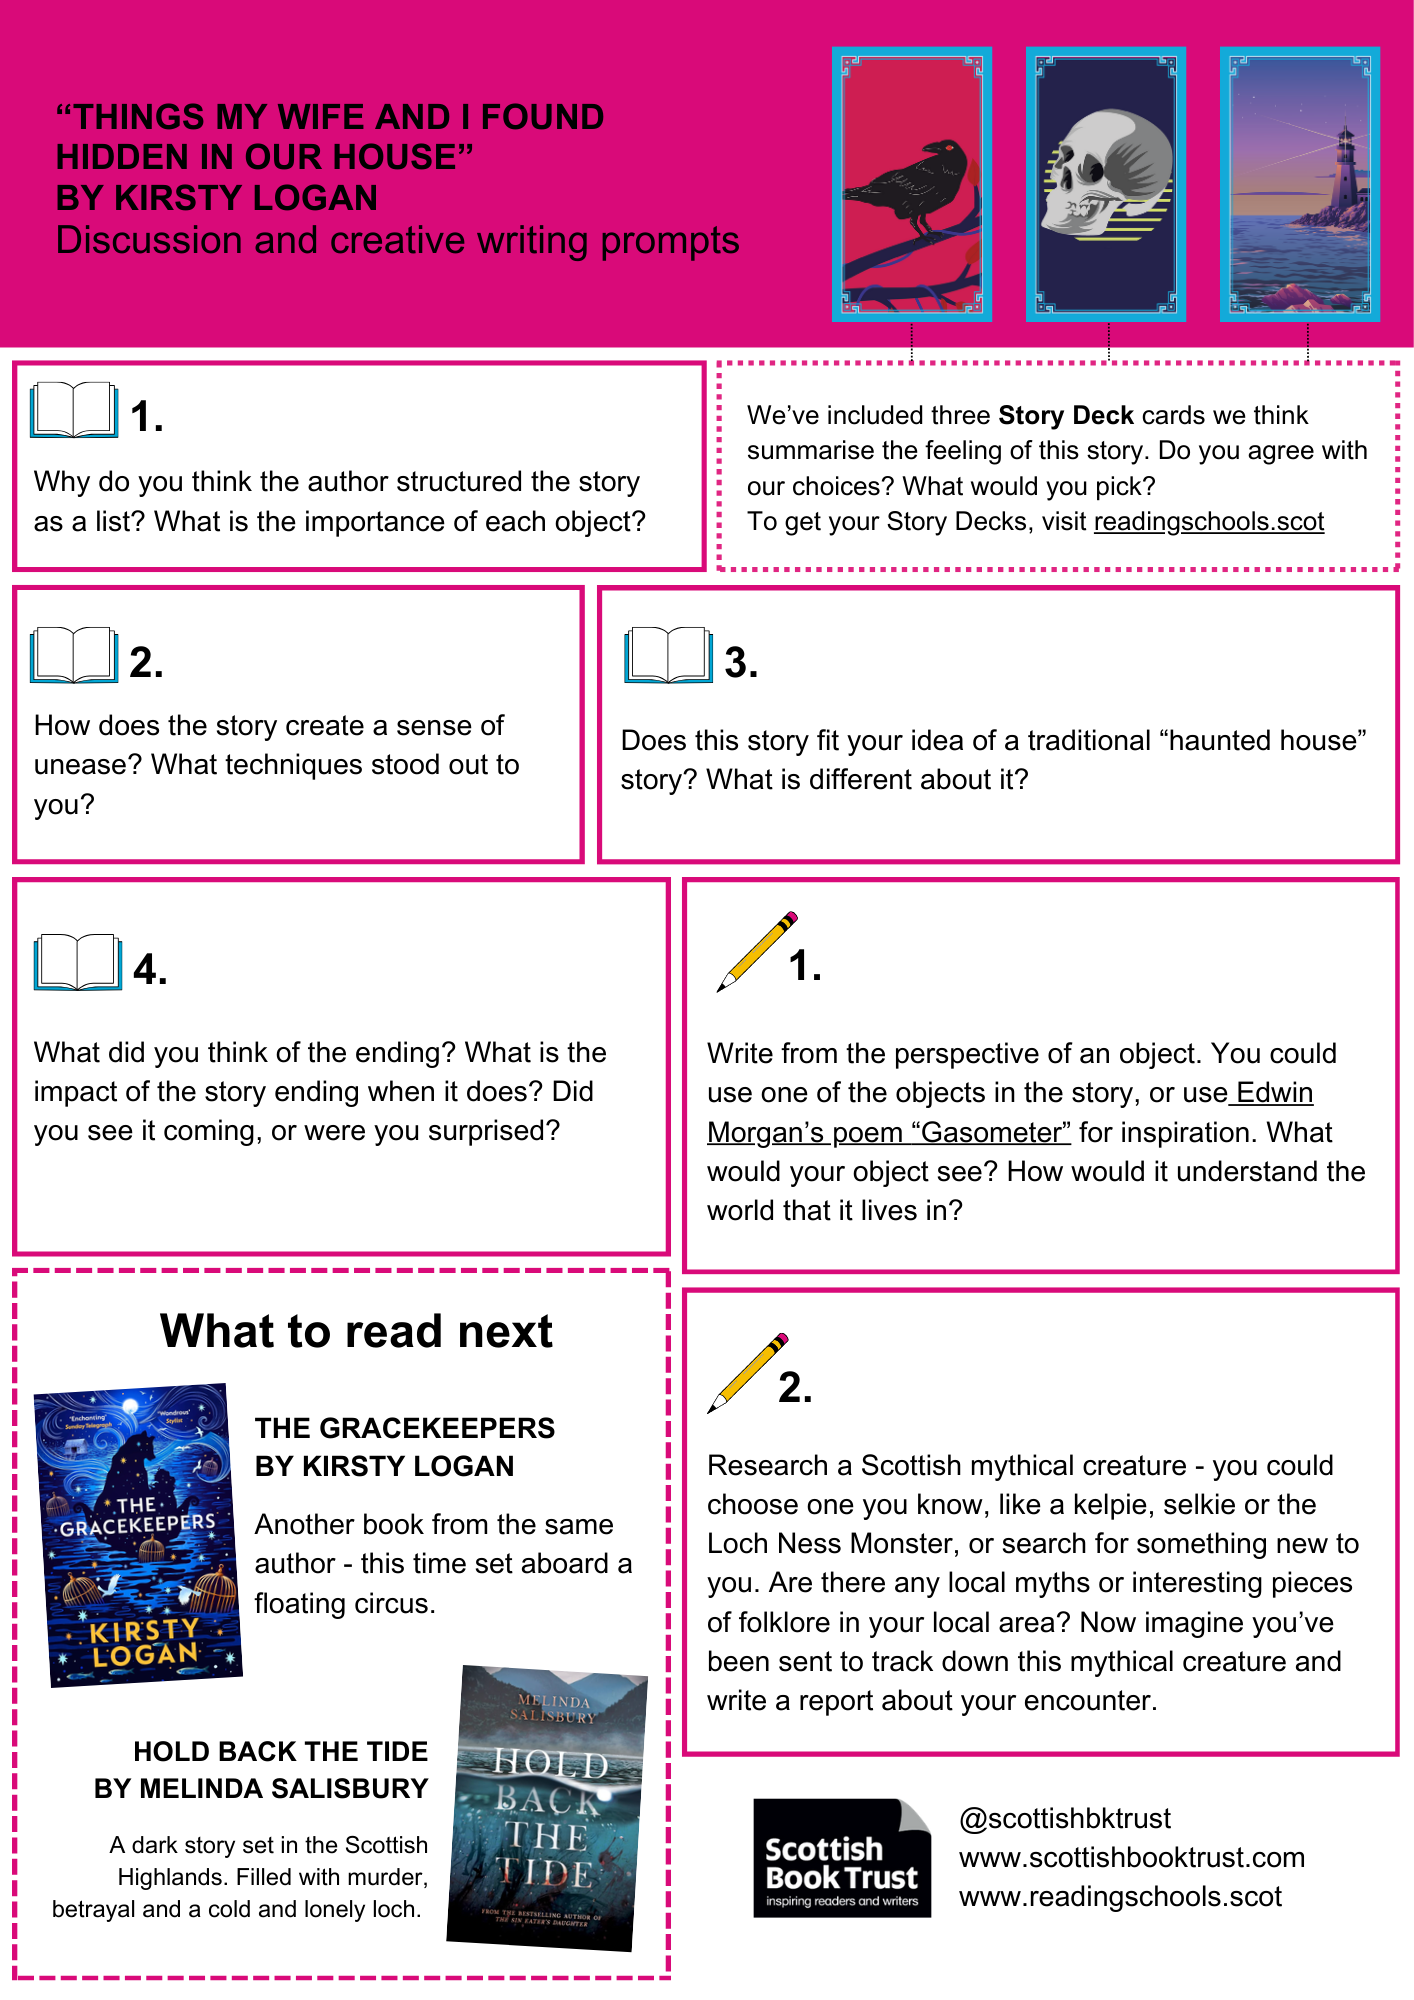 “THINGS MY WIFE AND I FOUND
HIDDEN IN OUR HOUSE”
BY KIRSTY LOGAN
Discussion and creative writing prompts
1.
Why do you think the author structured the story
as a list? What is the importance of each object?
We’ve included three Story Deck cards we think
summarise the feeling of this story. Do you agree with
our choices? What would you pick?
To get your Story Decks, visit readingschools.scot
2.
How does the story create a sense of
unease? What techniques stood out to
you?
3.
Does this story fit your idea of a traditional “haunted house”
story? What is different about it?
4.
What did you think of the ending? What is the
impact of the story ending when it does? Did
you see it coming, or were you surprised?
1.
Write from the perspective of an object. You could
use one of the objects in the story, or use Edwin
Morgan’s poem “Gasometer” for inspiration. What
would your object see? How would it understand the
world that it lives in?
What to read next
'Enchanting'
Sunday Telegraph
'Wondrous'
Stylist
THE
GRACEKEEPERS
KIRSTY
LOGAN
THE GRACEKEEPERS
BY KIRSTY LOGAN
Another book from the same
author - this time set aboard a
floating circus.
HOLD BACK THE TIDE
BY MELINDA SALISBURY
A dark story set in the Scottish
Highlands. Filled with murder,
betrayal and a cold and lonely loch.
MELINDA
SALISBURY
HOLD
BACK
THE
TIDE
FROM THE BESTSELLING AUTHOR OF
THE SIN EATER'S DAUGHTER
2.
Research a Scottish mythical creature - you could
choose one you know, like a kelpie, selkie or the
Loch Ness Monster, or search for something new to
you. Are there any local myths or interesting pieces
of folklore in your local area? Now imagine you’ve
been sent to track down this mythical creature and
write a report about your encounter.
Scottish
Book Trust
inspiring readers and writers
@scottishbktrust
www.scottishbooktrust.com
www.readingschools.scot